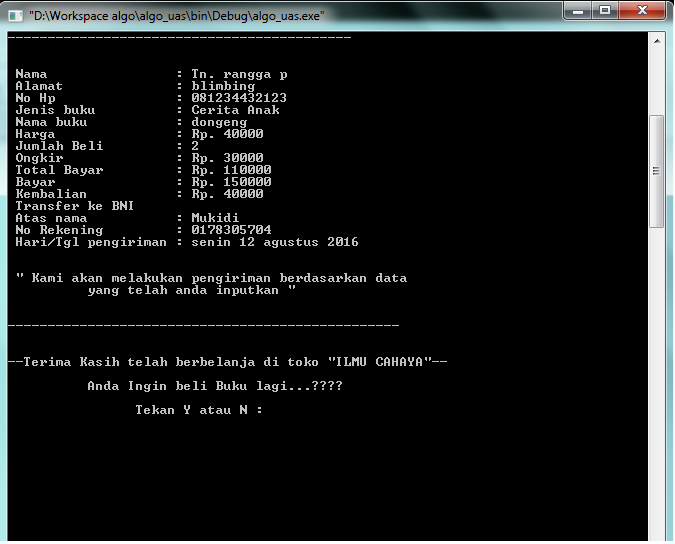 "D:\Workspace algo\algo_uas\bin\Debug\algo_uas.exe"
-------------------------------------------
Nama : Tn. rangga p
Alamat : blimbing
No Hp : 081234432123
Jenis buku : Cerita Anak
Nama buku : dongeng
Harga : Rp. 40000
Jumlah Beli : 2
Ongkir : Rp. 30000
Total Bayar : Rp. 110000
Bayar : Rp. 150000
Kembalian : Rp. 40000
Transfer ke BNI
Atas nama : Mukidi
No Rekening : 0178305704
Hari/Tgl pengiriman : senin 12 agustus 2016
" Kami akan melakukan pengiriman berdasarkan data
yang telah anda inputkan "
-------------------------------------------------
--Terima Kasih telah berbelanja di toko "ILMU CAHAYA"--
Anda Ingin beli Buku lagi...????
Tekan Y atau N :